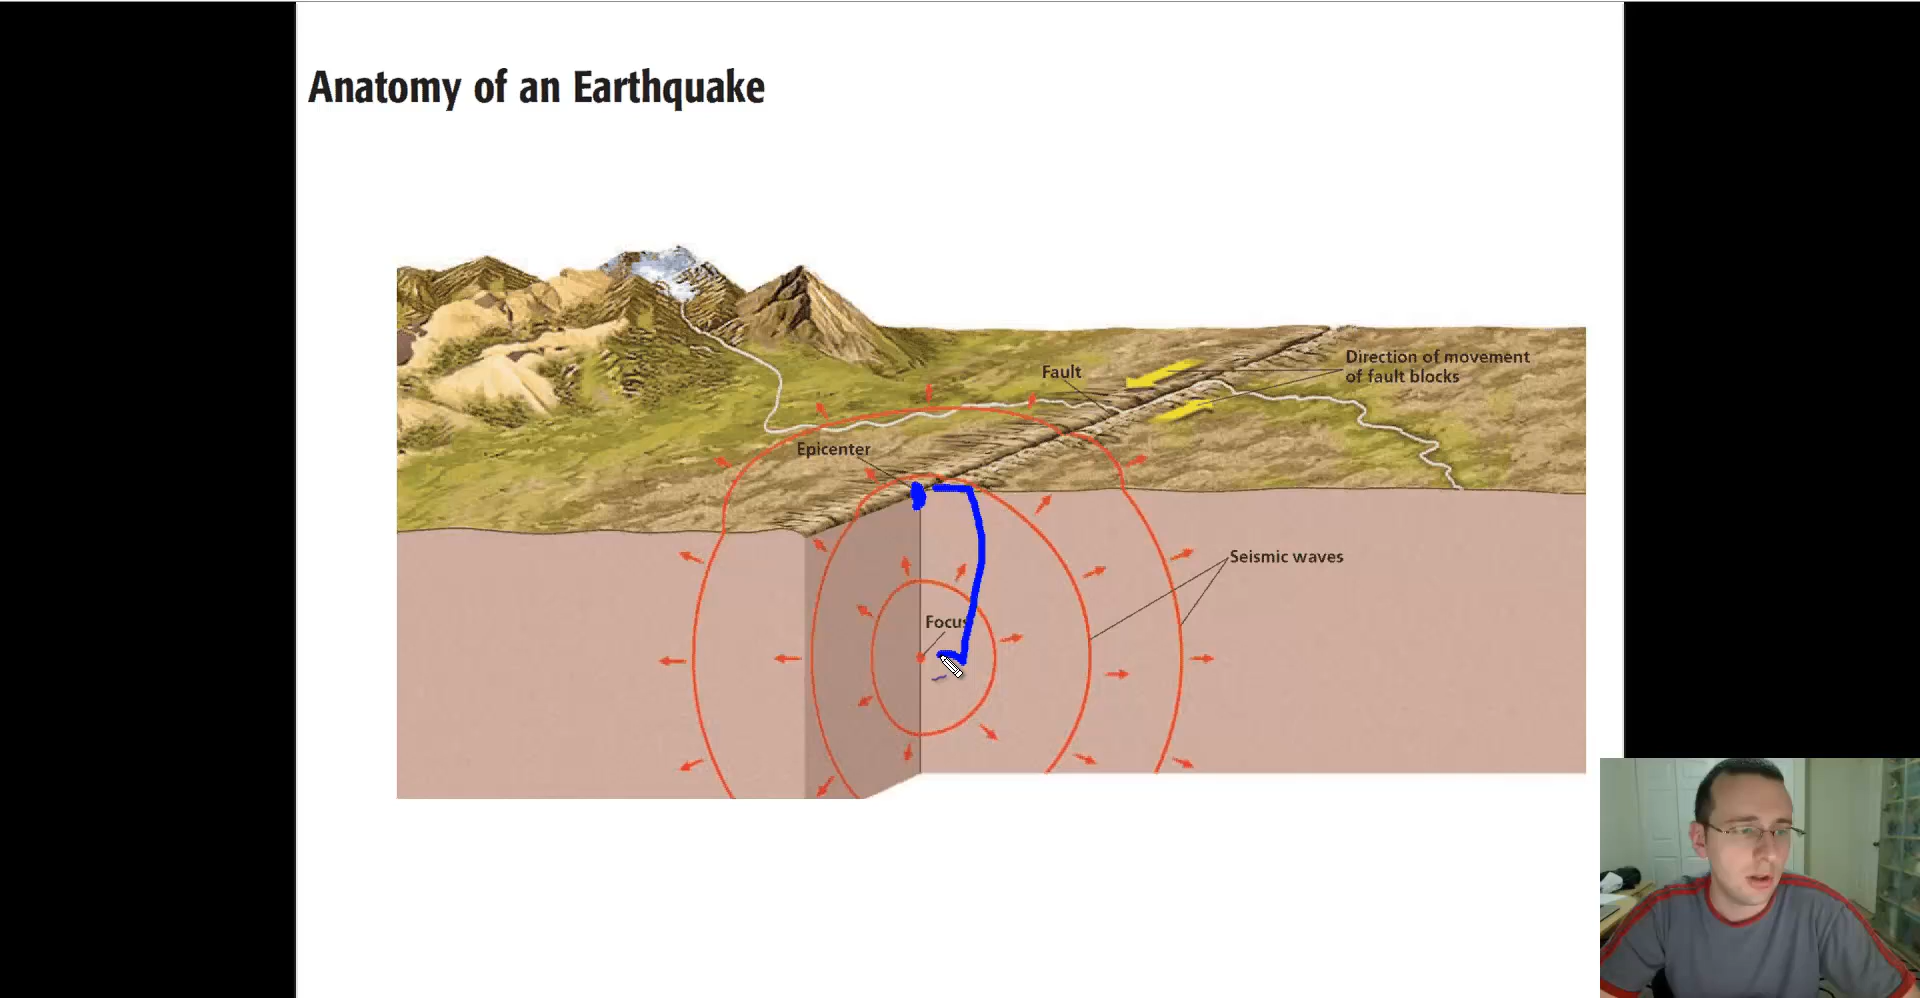 Anatomy of an Earthquake
Direction of movement
of fault blocks
Fault
Epicenter
Seismic waves
Focus